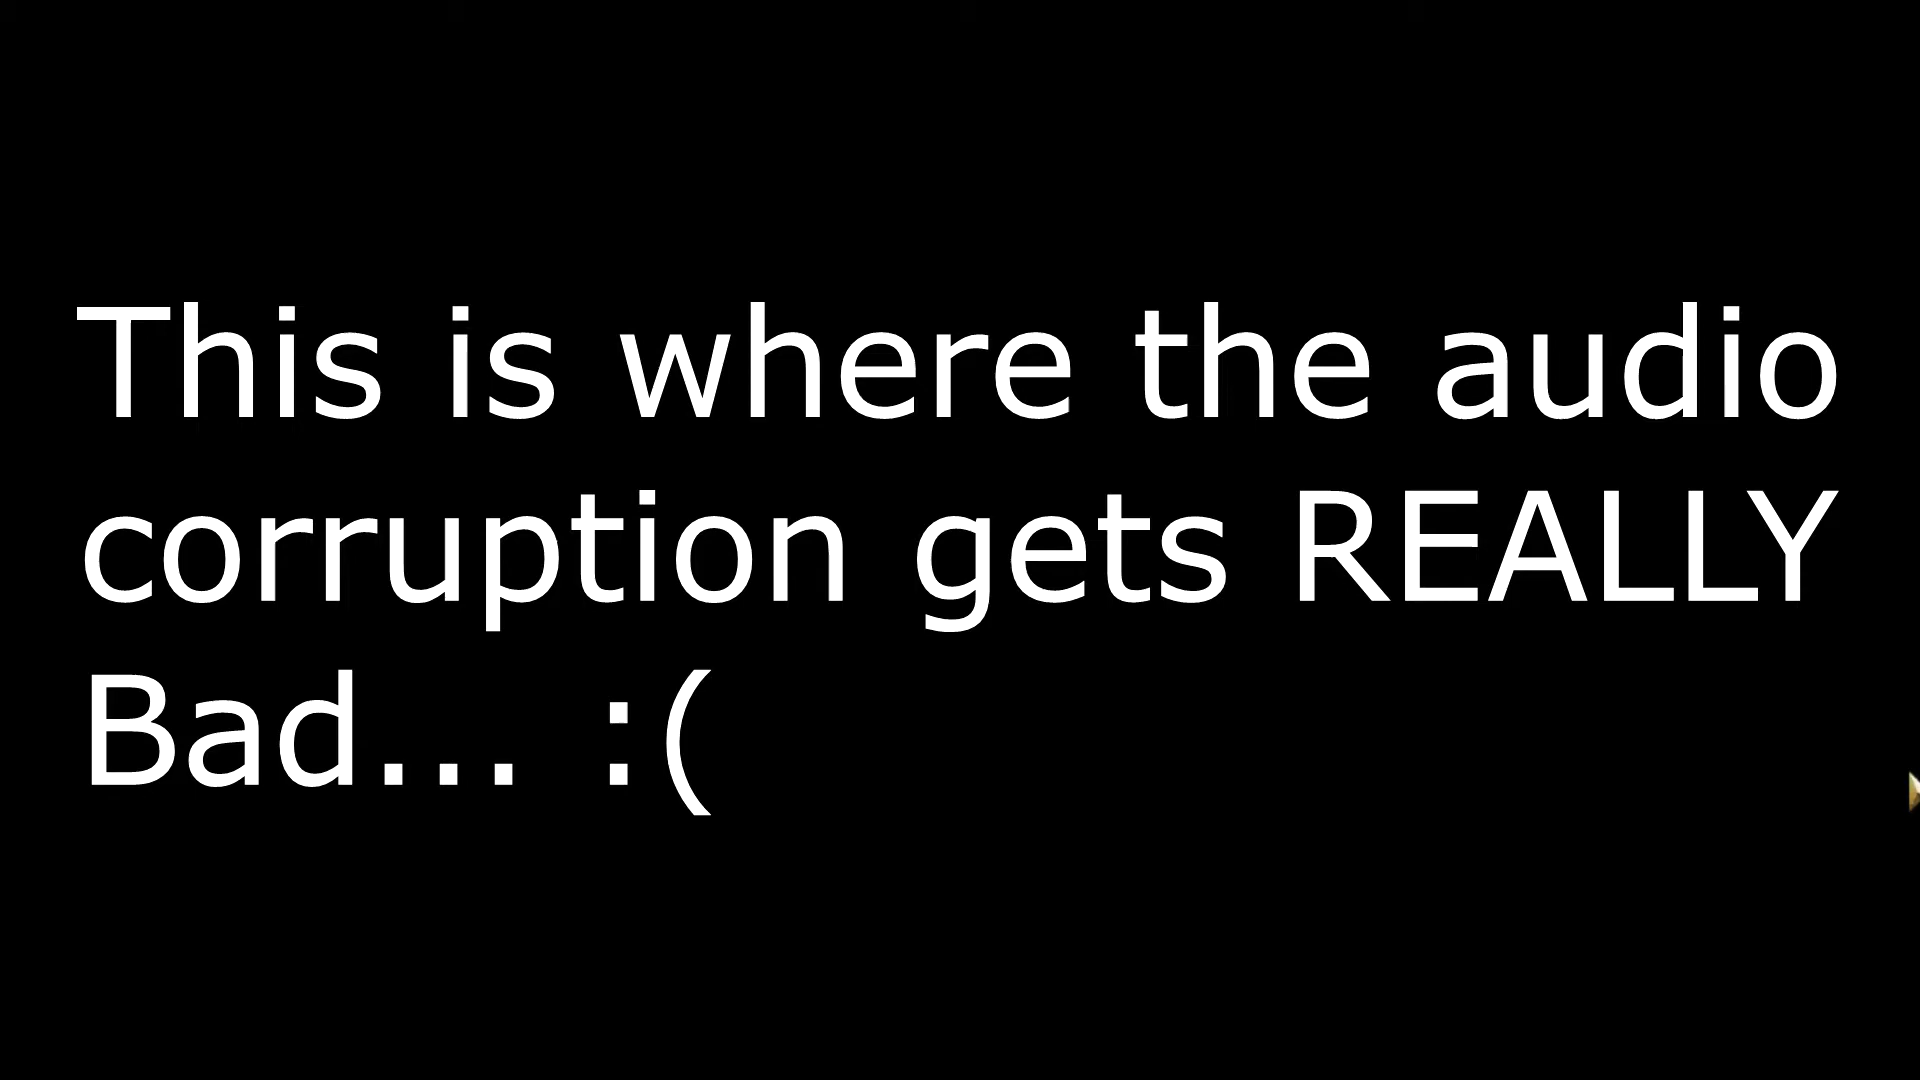 This is where the audio
corruption gets REALLY
Bad... :(